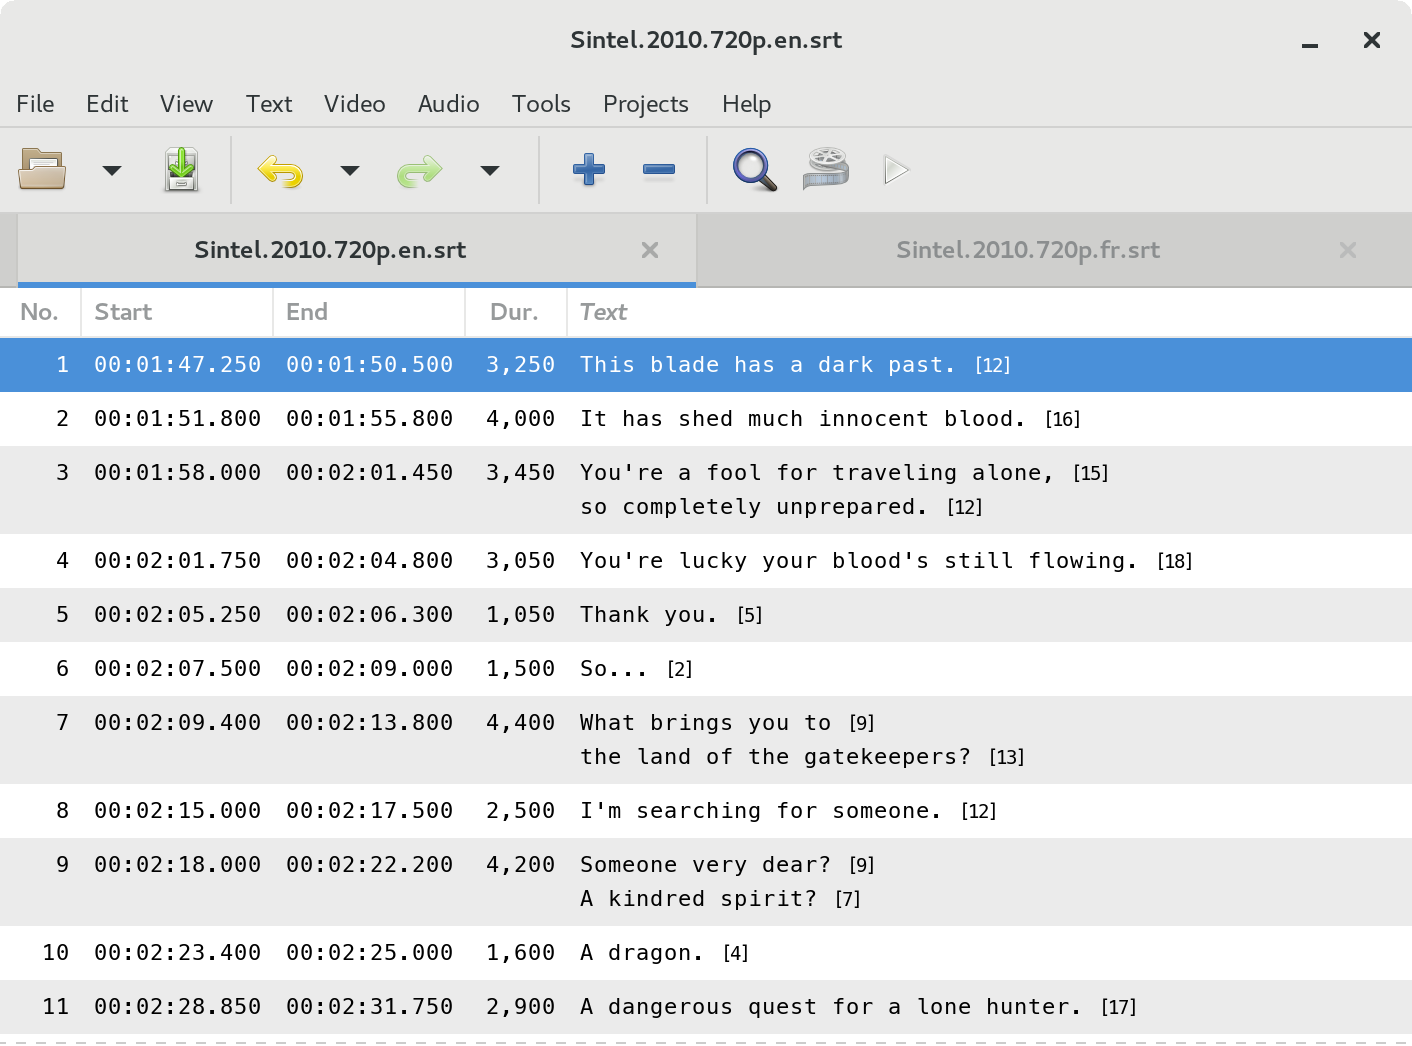 Sintel.2010.720p.en.srt
File Edit View Text Video Audio Tools Projects Help
Sintel.2010.720p.en.srt Sintel.2010.720p.fr.srt
No. Start End Dur. Text
1 00:01:47.250 00:01:50.500 3,250 This blade has a dark past. [12]
2 00:01:51.800 00:01:55.800 4,000 It has shed much innocent blood. [16]
3 00:01:58.000 00:02:01.450 3,450 You're a fool for traveling alone, [15]
so completely unprepared. [12]
4 00:02:01.750 00:02:04.800 3,050 You're lucky your blood's still flowing. [18]
5 00:02:05.250 00:02:06.300 1,050 Thank you. [5]
6 00:02:07.500 00:02:09.000 1,500 So... [2]
7 00:02:09.400 00:02:13.800 4,400 What brings you to [9]
the land of the gatekeepers? [13]
8 00:02:15.000 00:02:17.500 2,500 I'm searching for someone. [12]
9 00:02:18.000 00:02:22.200 4,200 Someone very dear? [9]
A kindred spirit? [7]
10 00:02:23.400 00:02:25.000 1,600 A dragon. [4]
11 00:02:28.850 00:02:31.750 2,900 A dangerous quest for a lone hunter. [17]